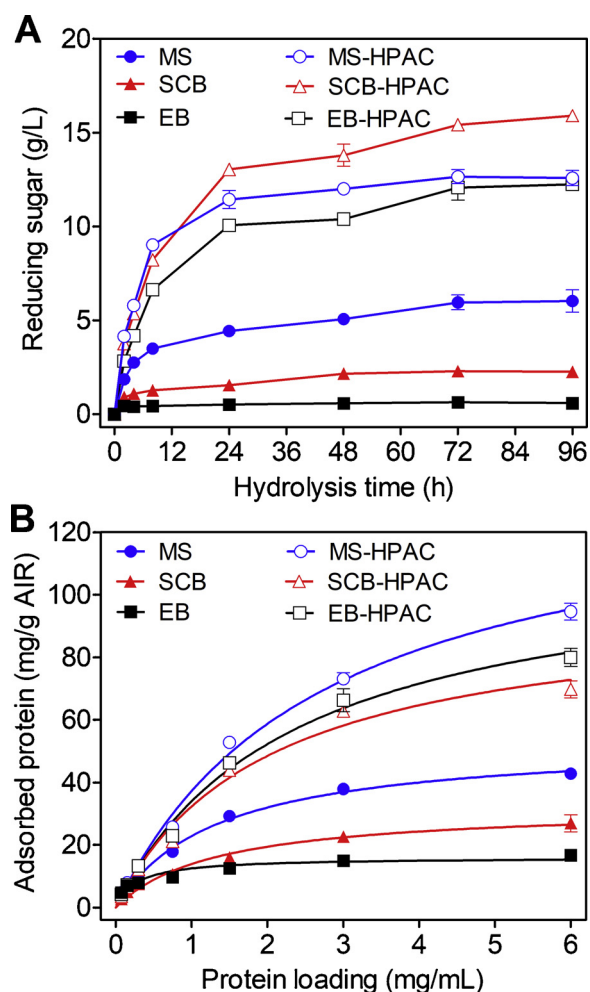 A
20
15
10
5
0
Reducing sugar (g/L)
MS MS-HPAC
SCB SCB-HPAC
EB EB-HPAC
0 12 24 36 48 60 72 84 96
Hydrolysis time (h)
B
120
100
80
60
40
20
0
Adsorbed protein (mg/g AIR)
MS MS-HPAC
SCB SCB-HPAC
EB EB-HPAC
0 1 2 3 4 5 6
Protein loading (mg/mL)